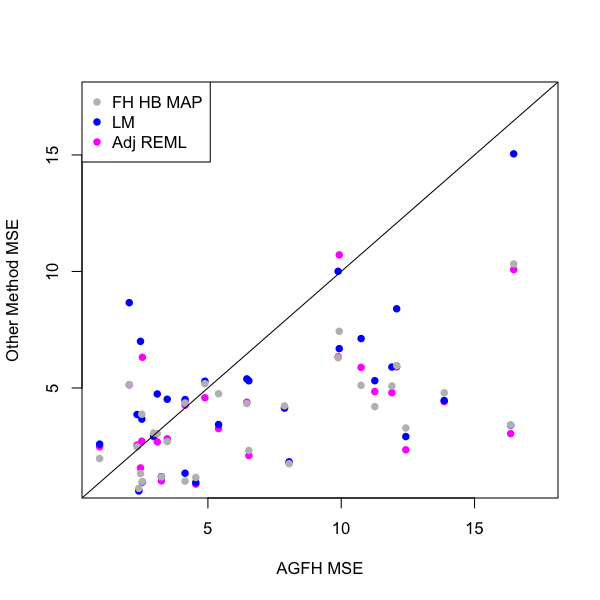 FH HB MAP
LM
Adj REML
15
10
5
Other Method MSE
5 10 15
AGFH MSE